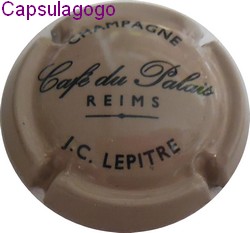 Capsulagogo
CHAMPAGNE
Café du Palais
REIMS
J.C. LEPITRE